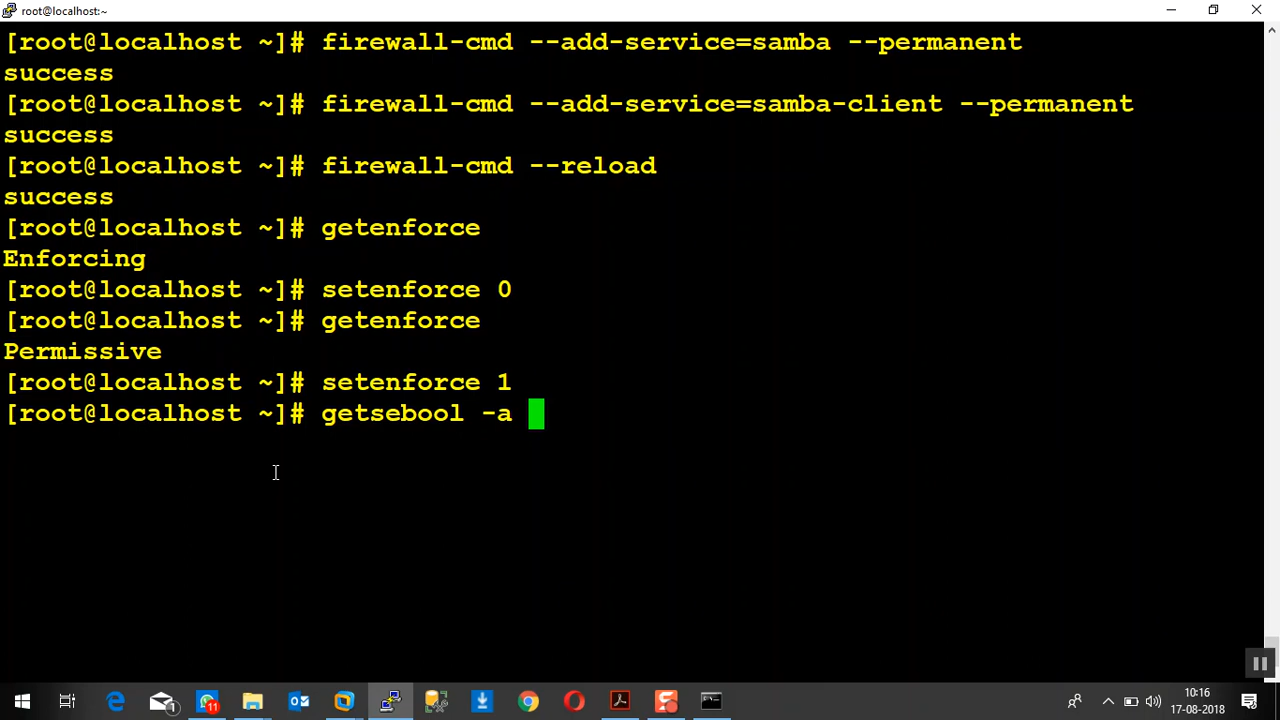 root@localhost:~
[root@localhost ~]# firewall-cmd --add-service=samba --permanent
success
[root@localhost ~]# firewall-cmd --add-service=samba-client --permanent
success
[root@localhost ~]# firewall-cmd --reload
success
[root@localhost ~]# getenforce
Enforcing
[root@localhost ~]# setenforce 0
[root@localhost ~]# getenforce
Permissive
[root@localhost ~]# setenforce 1
[root@localhost ~]# getsebool -a
11
1
10:16
17-08-2018